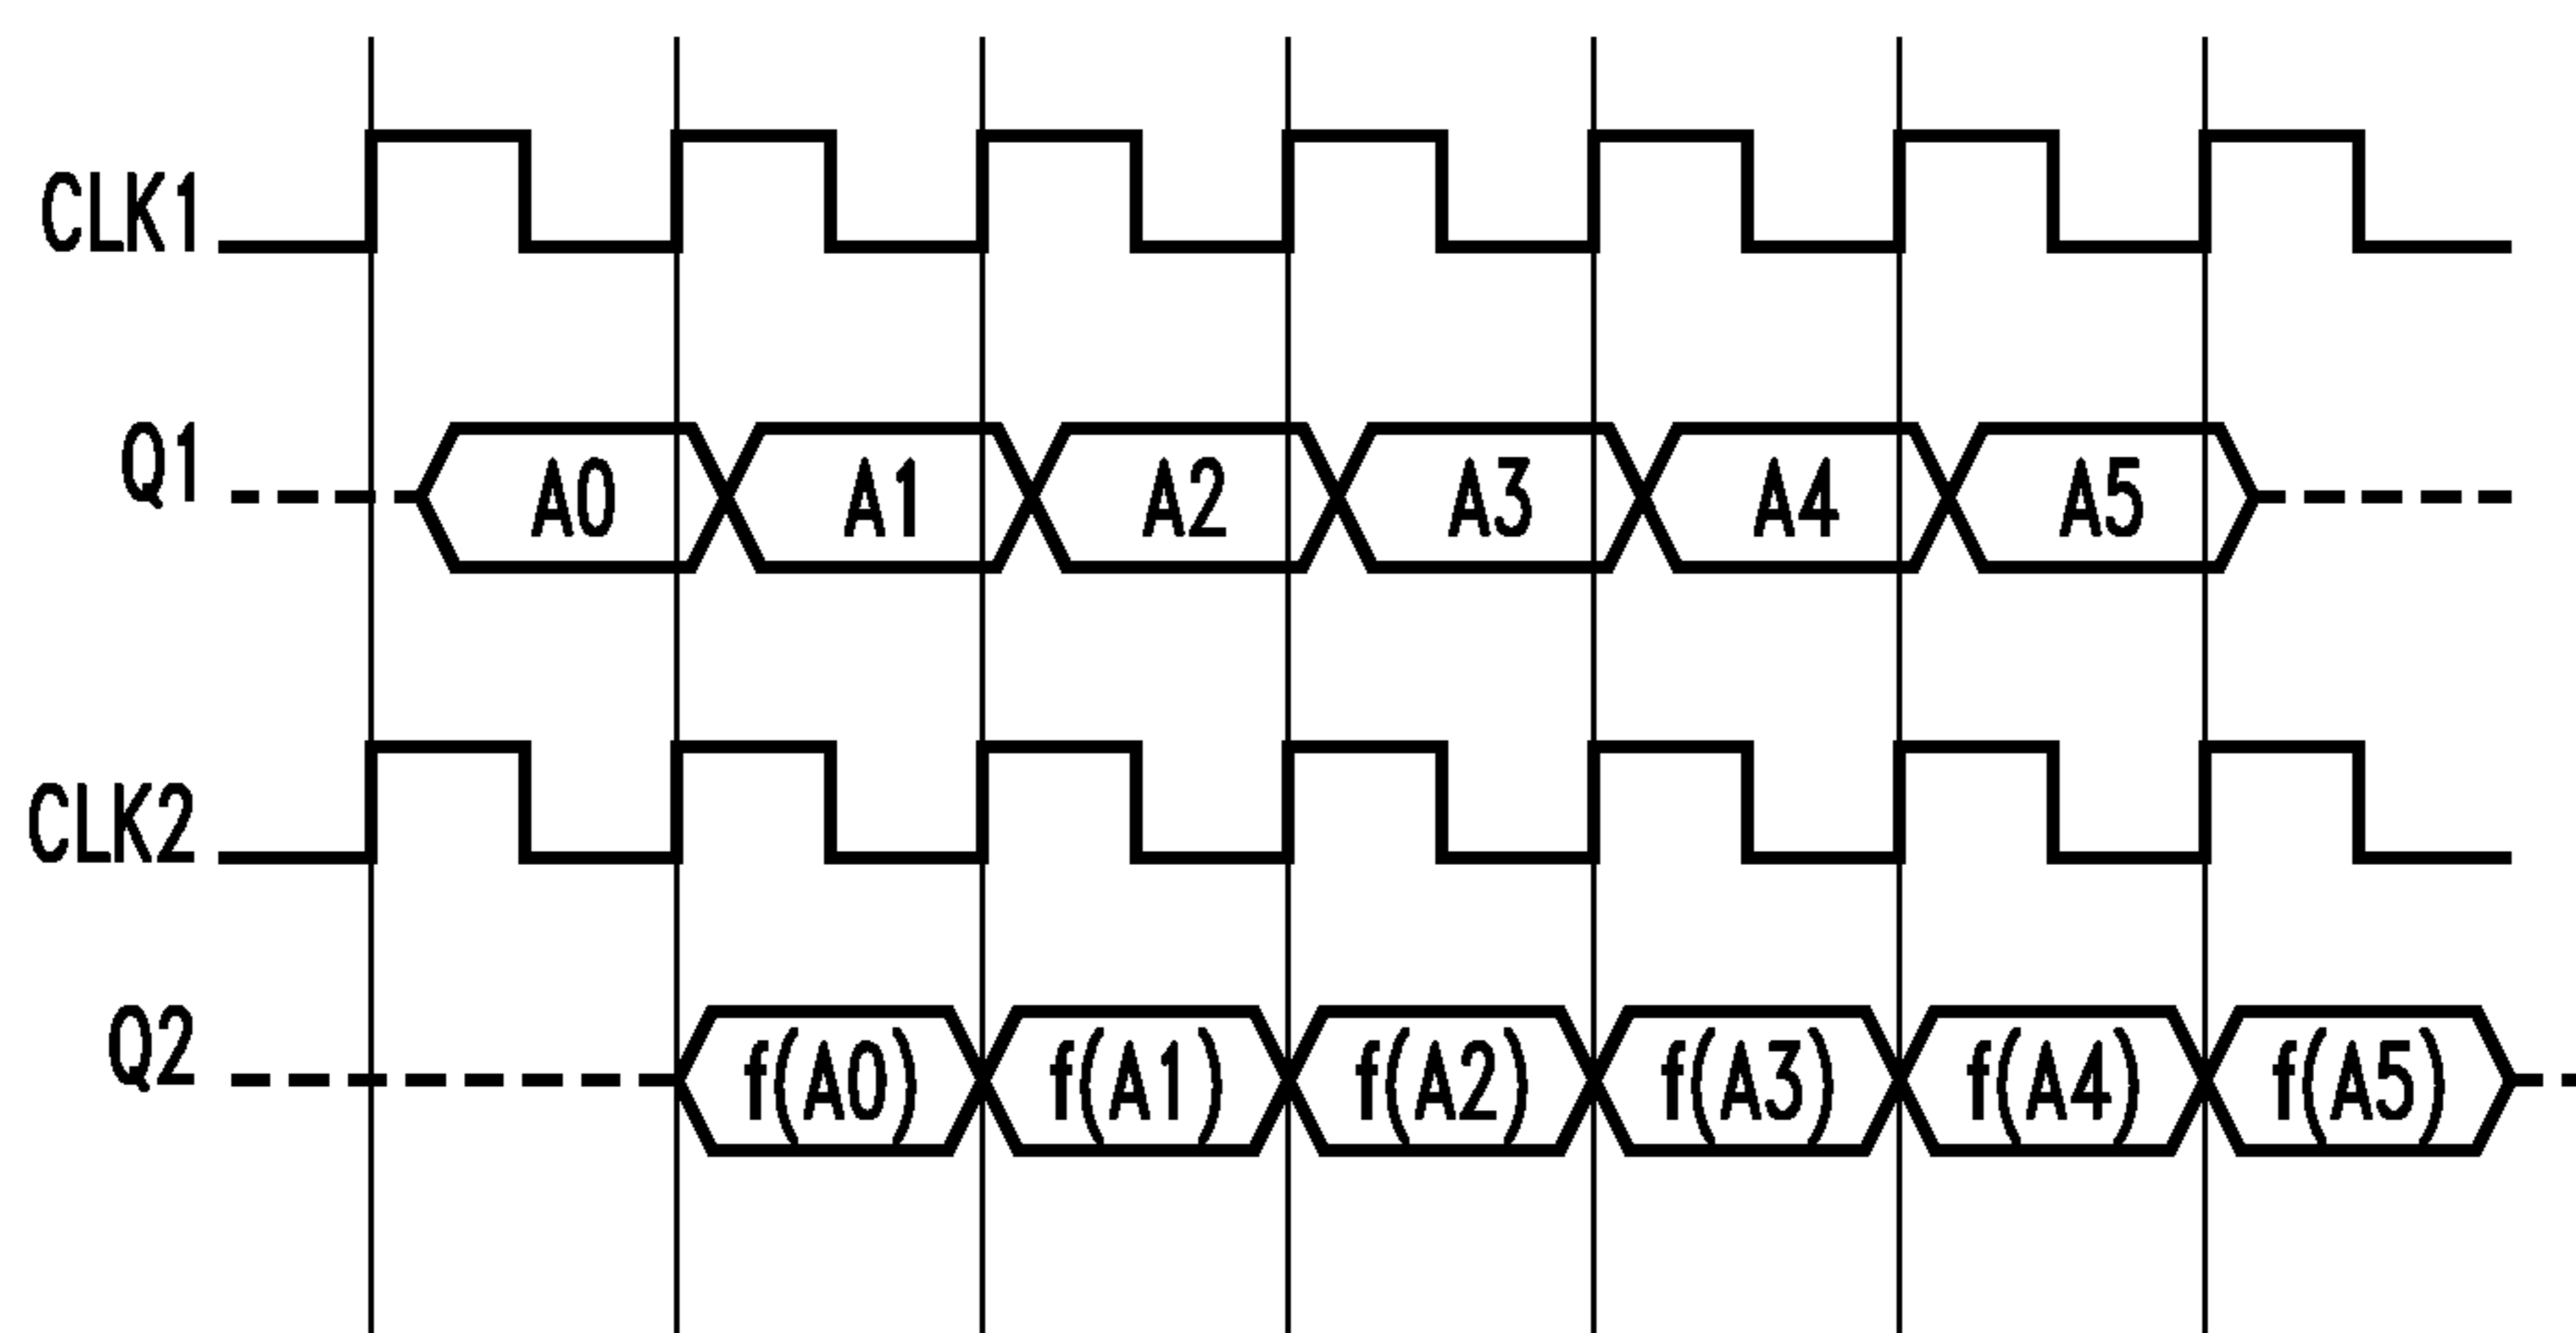 CLK1
Q1
A0 A1 A2 A3 A4 A5
CLK2
Q2
f(A0) f(A1) f(A2) f(A3) f(A4) f(A5)